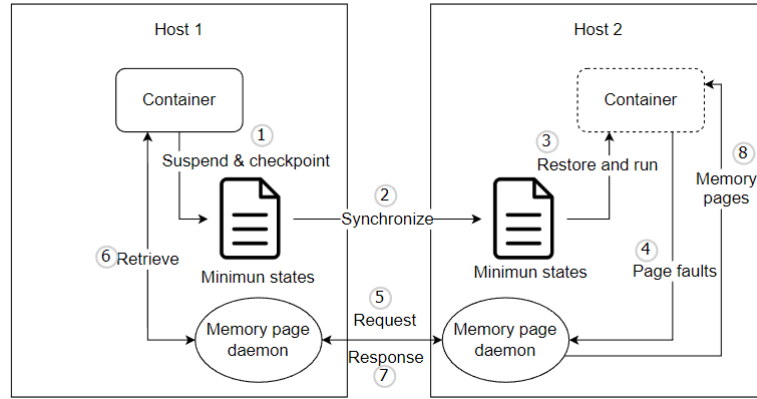 Host 1
Host 2
Container
Container
1
Suspend & checkpoint
3
Restore and run
8
Memory
pages
2
Synchronize
Minimun states
Minimun states
6
Retrieve
4
Page faults
5
Request
Memory page
daemon
Memory page
daemon
Response
7